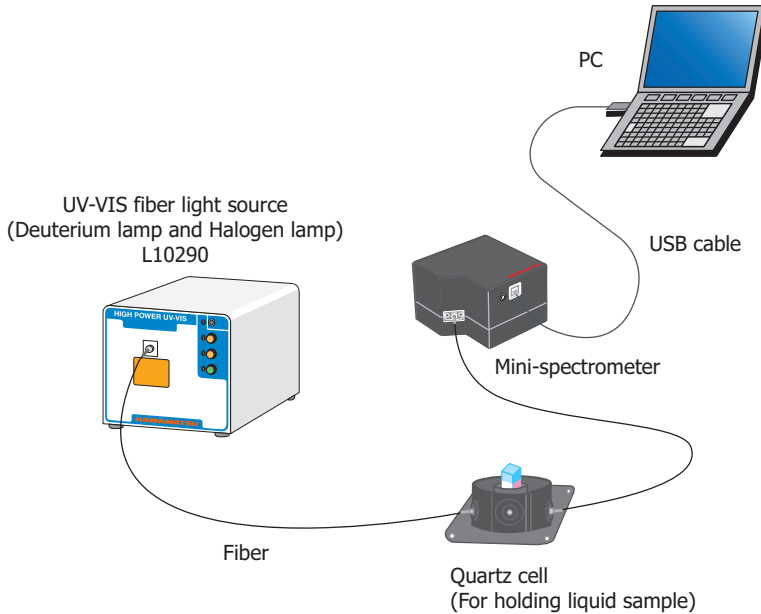 PC
UV-VIS fiber light source
(Deuterium lamp and Halogen lamp)
L10290
USB cable
HIGH POWER UV-VIS
Mini-spectrometer
HAMAMATSU
Fiber
Quartz cell
(For holding liquid sample)